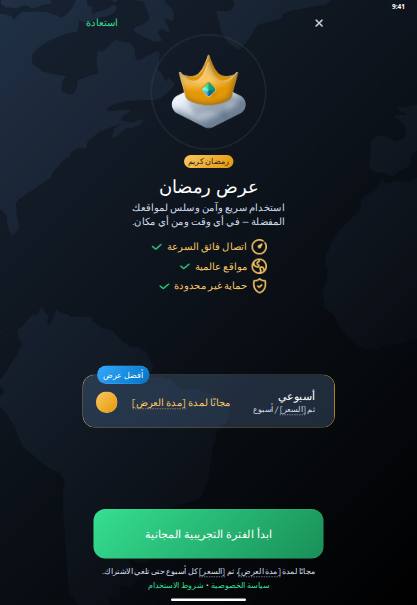 9:41
استعادة
رمضان كريم
عرض رمضان
استخدام سريع وآمن وسلس لمواقعك
المفضلة – في أي وقت ومن أي مكان.
اتصال فائق السرعة
مواقع عالمية
حماية غير محدودة
أفضل عرض
أسبوعي
مجانًا لمدة [مدة العرض]
ثم [السعر] / أسبوع
ابدأ الفترة التجريبية المجانية
مجانًا لمدة [مدة العرض]، ثم [السعر] كل أسبوع حتى تلغي الاشتراك.
سياسة الخصوصية • شروط الاستخدام